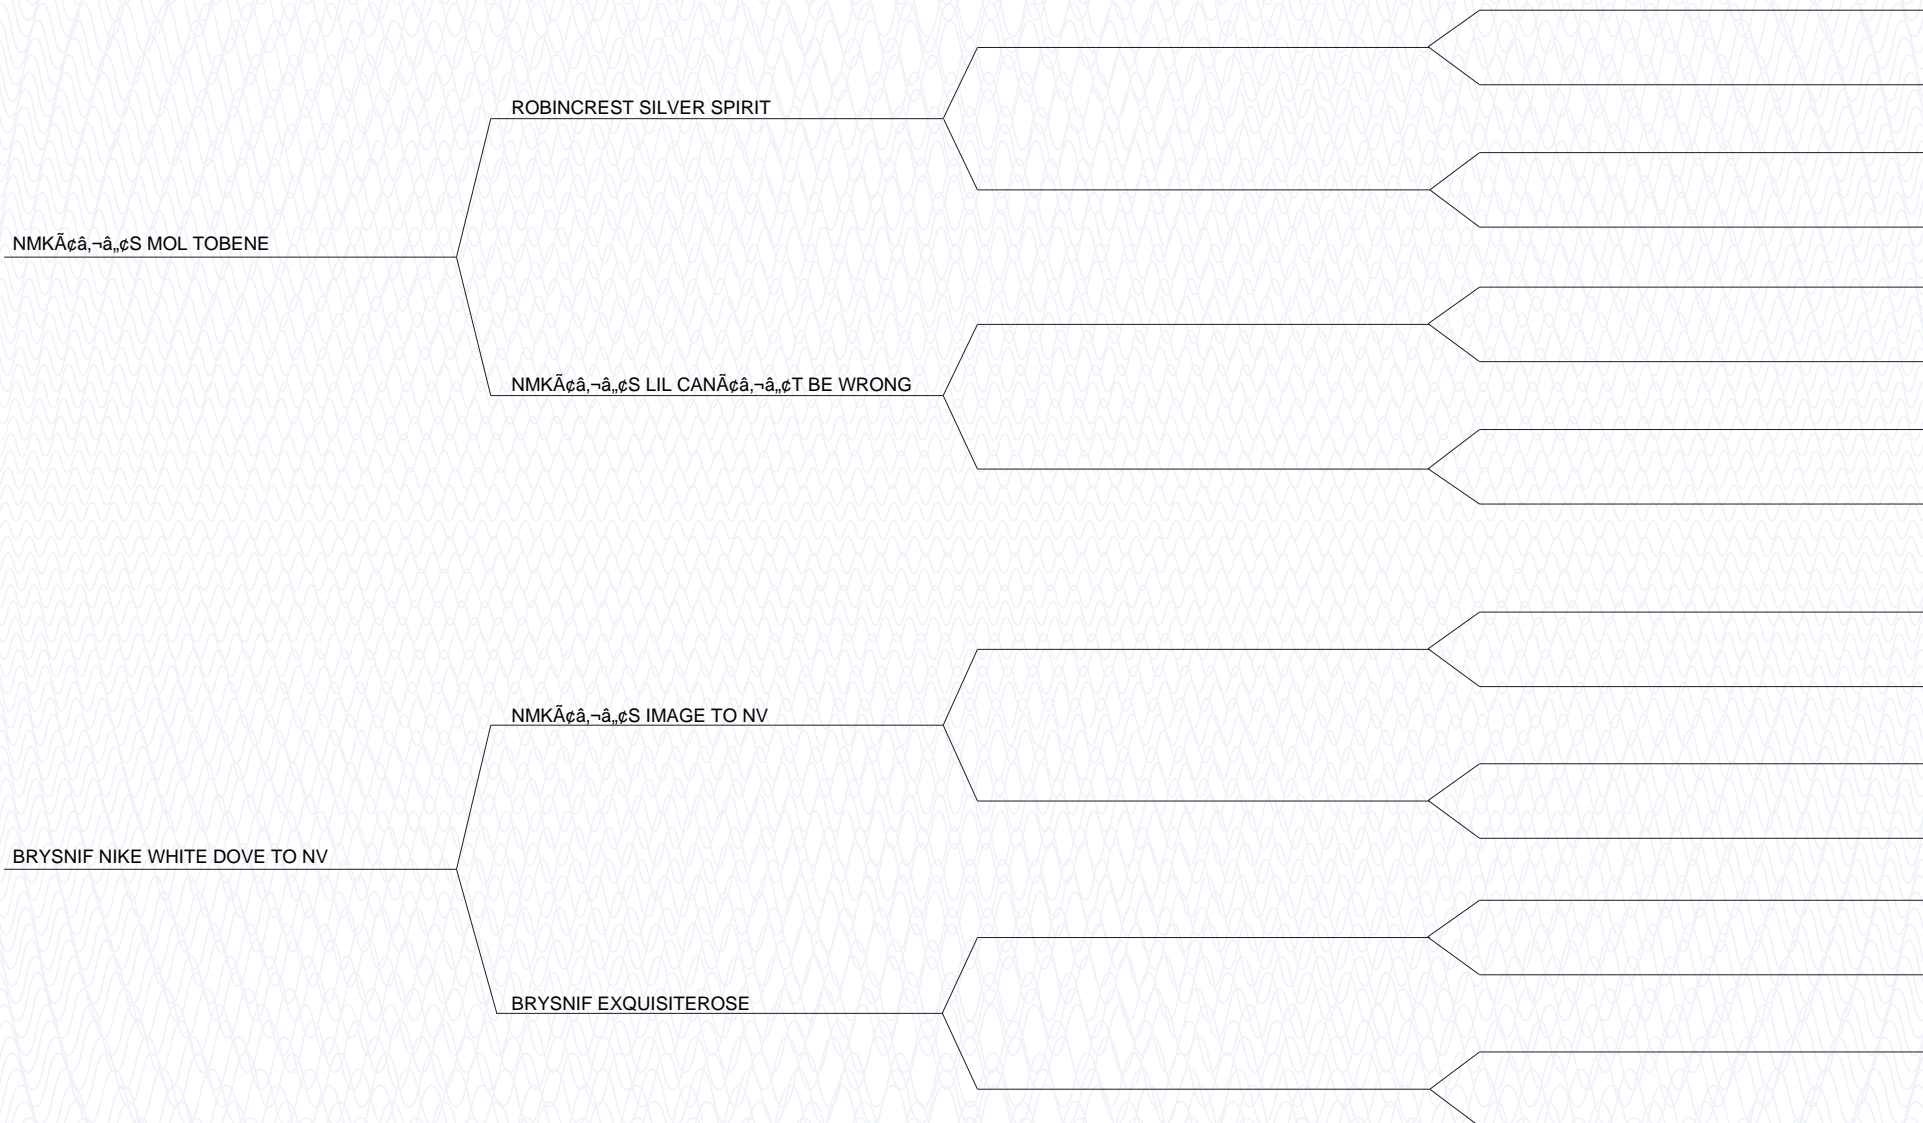 ROBINCREST SILVER SPIRIT
NMKÃ¢â‚¬â„¢S MOL TOBENE
NMKÃ¢â‚¬â„¢S LIL CANÃ¢â‚¬â„¢T BE WRONG
NMKÃ¢â‚¬â„¢S IMAGE TO NV
BRYSNIF NIKE WHITE DOVE TO NV
BRYSNIF EXQUISITEROSE